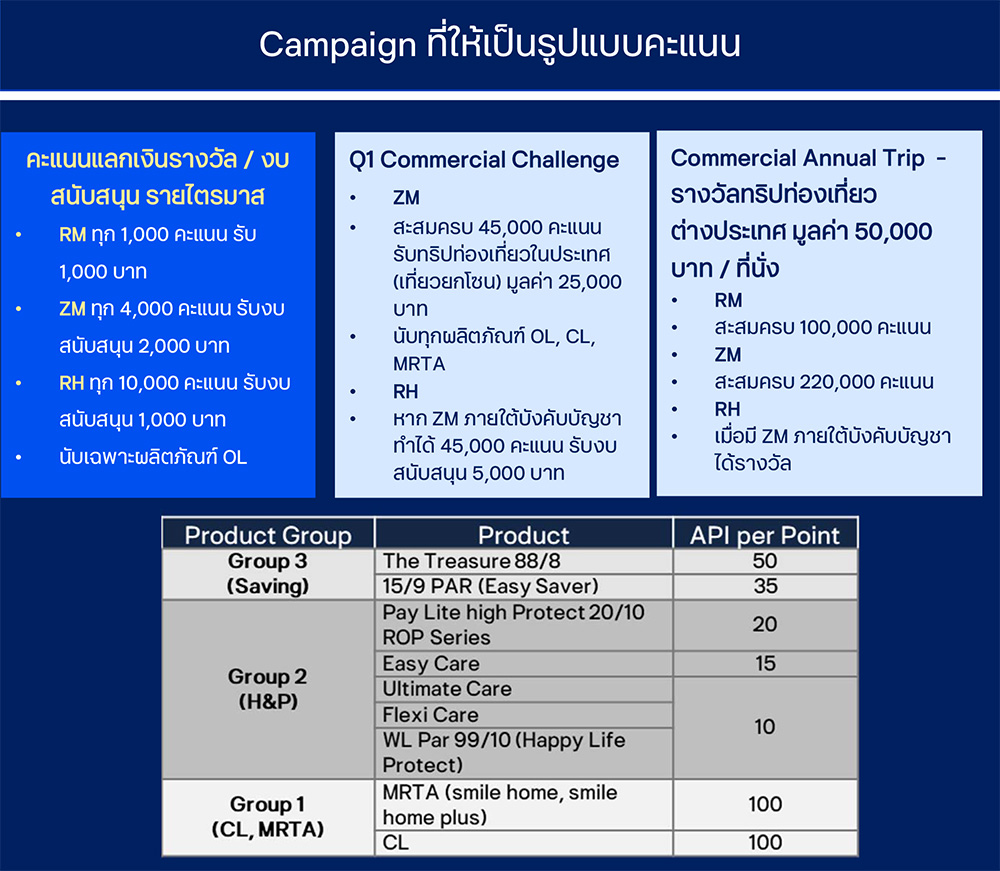 Campaign ที่ให้เป็นรูปแบบคะแนน
คะแนนแลกเงินรางวัล / งบ
สนับสนุน รายไตรมาส
• RM ทุก 1,000 คะแนน รับ
1,000 บาท
• ZM ทุก 4,000 คะแนน รับงบ
สนับสนุน 2,000 บาท
• RH ทุก 10,000 คะแนน รับงบ
สนับสนุน 1,000 บาท
• นับเฉพาะผลิตภัณฑ์ OL
Q1 Commercial Challenge
• ZM
• สะสมครบ 45,000 คะแนน
รับทริปท่องเที่ยวในประเทศ
(เที่ยวยกโซน) มูลค่า 25,000
บาท
• นับทุกผลิตภัณฑ์ OL, CL,
MRTA
• RH
• หาก ZM ภายใต้บังคับบัญชา
ทำได้ 45,000 คะแนน รับงบ
สนับสนุน 5,000 บาท
Commercial Annual Trip -
รางวัลทริปท่องเที่ยว
ต่างประเทศ มูลค่า 50,000
บาท / ที่นั่ง
• RM
• สะสมครบ 100,000 คะแนน
• ZM
• สะสมครบ 220,000 คะแนน
• RH
• เมื่อมี ZM ภายใต้บังคับบัญชา
ได้รางวัล
Product Group Product API per Point
Group 3
(Saving)
The Treasure 88/8 50
15/9 PAR (Easy Saver) 35
Group 2
(H&P)
Pay Lite high Protect 20/10
ROP Series
20
Easy Care 15
Ultimate Care
Flexi Care
WL Par 99/10 (Happy Life
Protect)
10
Group 1
(CL, MRTA)
MRTA (smile home, smile
home plus)
100
CL 100